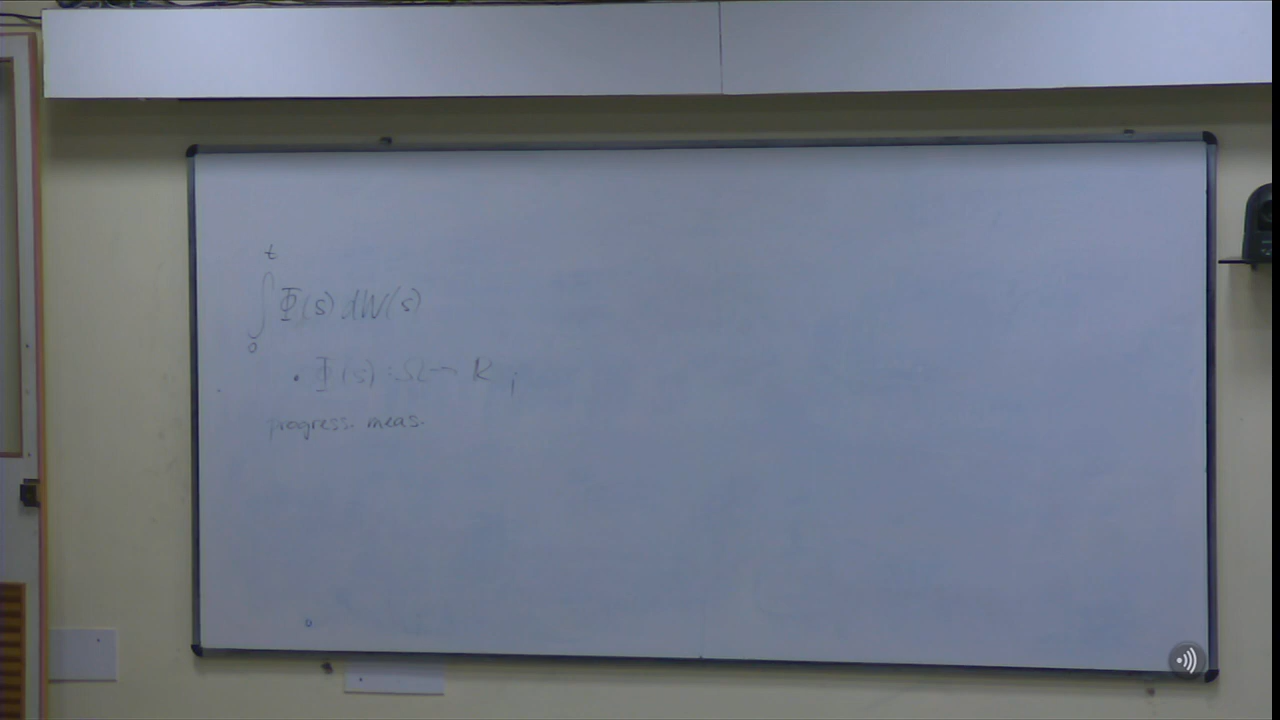 t
∫ Φ(s) dW(s)
0
• Φ(s) : Ω → K ;
progress. meas.